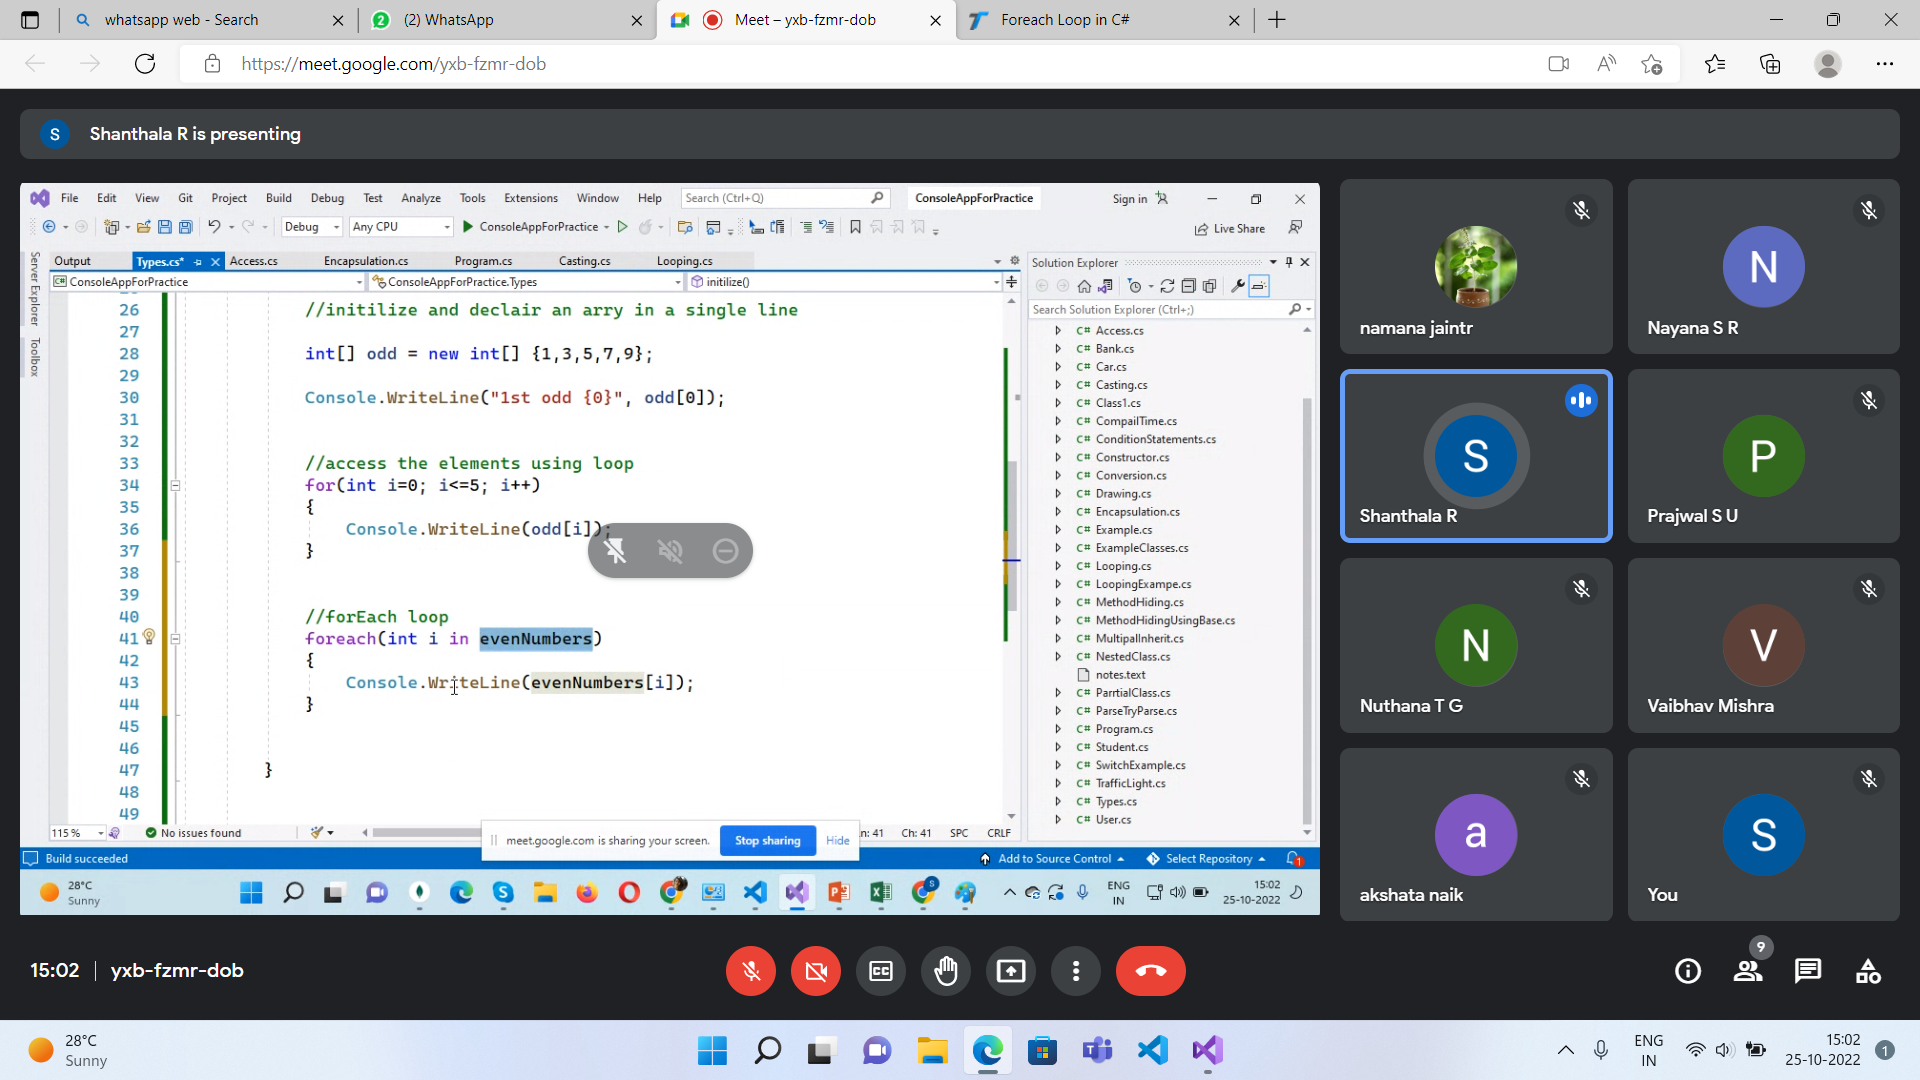 whatsapp web - Search
(2) WhatsApp
Meet – yxb-fzmr-dob
Foreach Loop in C#
https://meet.google.com/yxb-fzmr-dob
S Shanthala R is presenting
File Edit View Git Project Build Debug Test Analyze Tools Extensions Window Help Search (Ctrl+Q) ConsoleAppForPractice Sign in
Debug Any CPU ConsoleAppForPractice Live Share
Server Explorer
Toolbox
Output Types.cs* Access.cs Encapsulation.cs Program.cs Casting.cs Looping.cs
ConsoleAppForPractice ConsoleAppForPractice.Types initilize()
26 //initilize and declair an arry in a single line
27
28 int[] odd = new int[] {1,3,5,7,9};
29
30 Console.WriteLine("1st odd {0}", odd[0]);
31
32
33 //access the elements using loop
34 for(int i=0; i<=5; i++)
35 {
36 Console.WriteLine(odd[i]);
37 }
38
39
40 //forEach loop
41 foreach(int i in evenNumbers)
42 {
43 Console.WriteLine(evenNumbers[i]);
44 }
45
46
47 }
48
49
115 % No issues found Ln: 41 Ch: 41 SPC CRLF
meet.google.com is sharing your screen. Stop sharing Hide
Solution Explorer
Search Solution Explorer (Ctrl+;)
C# Access.cs
C# Bank.cs
C# Car.cs
C# Casting.cs
C# Class1.cs
C# CompailTime.cs
C# ConditionStatements.cs
C# Constructor.cs
C# Conversion.cs
C# Drawing.cs
C# Encapsulation.cs
C# Example.cs
C# ExampleClasses.cs
C# Looping.cs
C# LoopingExampe.cs
C# MethodHiding.cs
C# MethodHidingUsingBase.cs
C# MultipalInherit.cs
C# NestedClass.cs
notes.text
C# ParrtialClass.cs
C# ParseTryParse.cs
C# Program.cs
C# Student.cs
C# SwitchExample.cs
C# TrafficLight.cs
C# Types.cs
C# User.cs
Build succeeded Add to Source Control Select Repository 1
28°C
Sunny
ENG
IN
15:02
25-10-2022
namana jaintr
N
Nayana S R
S
Shanthala R
P
Prajwal S U
N
Nuthana T G
V
Vaibhav Mishra
a
akshata naik
S
You
15:02 | yxb-fzmr-dob
CC
9
28°C
Sunny
ENG
IN
15:02
25-10-2022
1